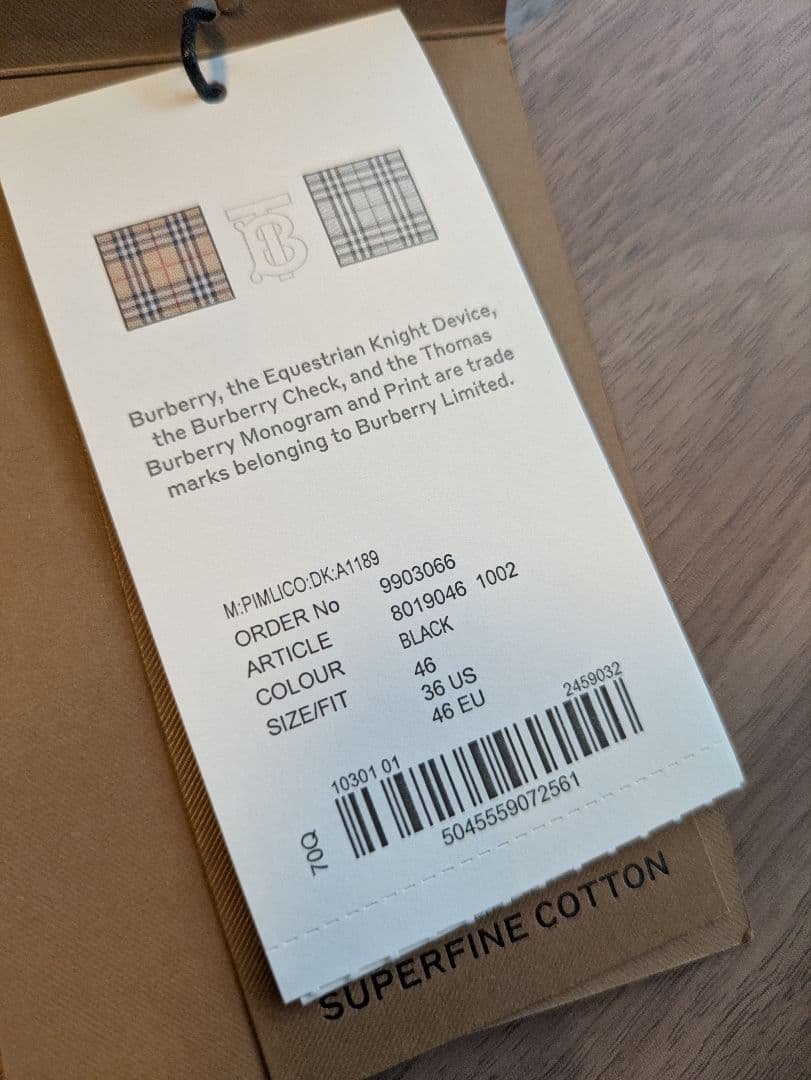 Burberry, the Equestrian Knight Device,
the Burberry Check, and the Thomas
Burberry Monogram and Print are trade
marks belonging to Burberry Limited.
M:PIMLICO:DK:A1189
ORDER No 9903066
ARTICLE 8019046 1002
COLOUR BLACK
SIZE/FIT 46
36 US
46 EU
10301 01 2459032
5045559072561
70Q
SUPERFINE COTTON